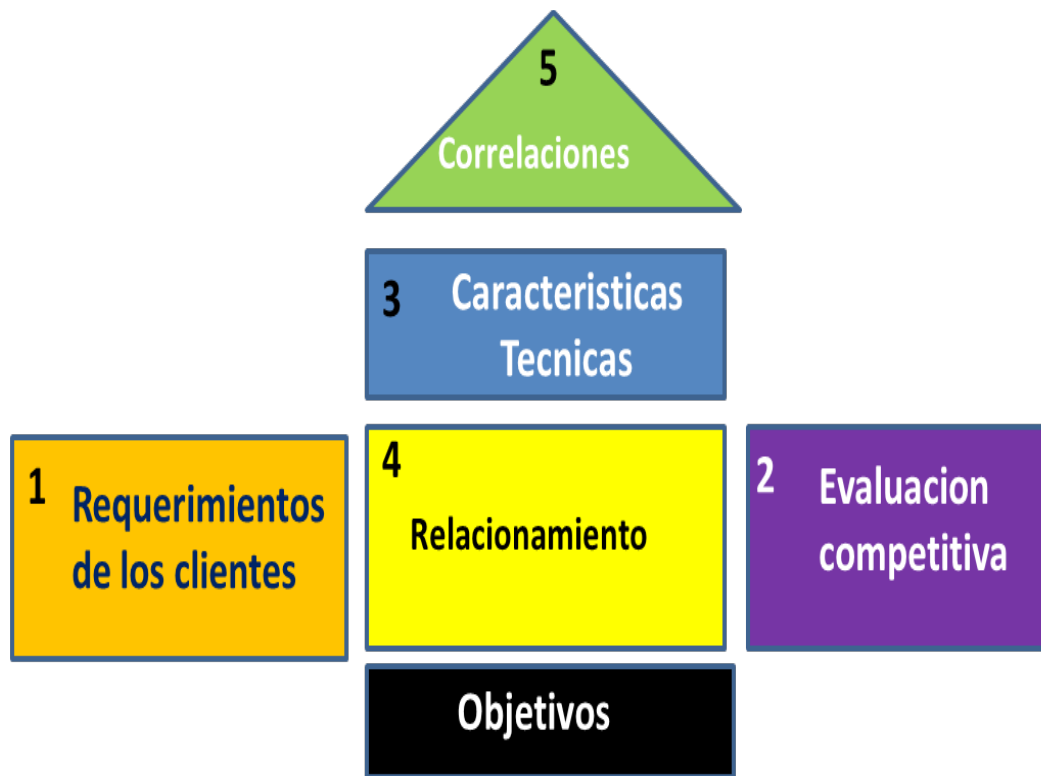 5
Correlaciones
3
Caracteristicas
Tecnicas
1
Requerimientos
de los clientes
4
Relacionamiento
2
Evaluacion
competitiva
Objetivos